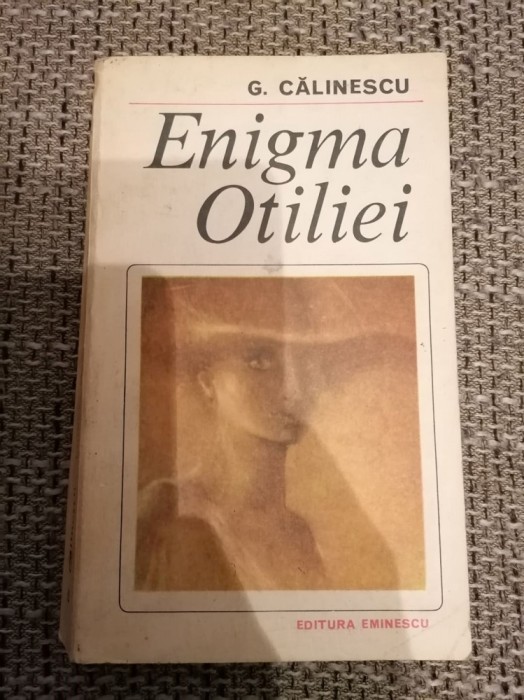 G. CĂLINESCU
Enigma
Otiliei
EDITURA EMINESCU